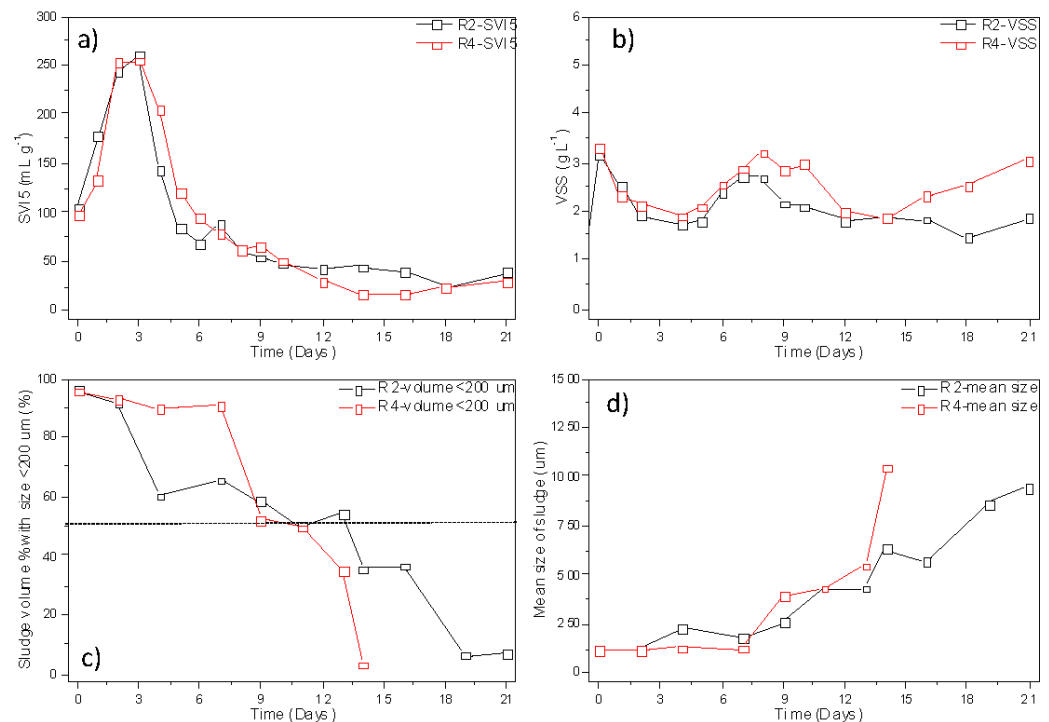 a)
R2-SVI5
R4-SVI5
300
250
200
150
100
50
0
SVI5 (mL g-1)
0 3 6 9 12 15 18 21
Time (Days)
b)
R2-VSS
R4-VSS
6
5
4
3
2
1
0
VSS (g L-1)
0 3 6 9 12 15 18 21
Time (Days)
R2-volume <200 um
R4-volume <200 um
100
80
60
40
20
0
Sludge volume % with size <200 um (%)
c)
0 3 6 9 12 15 18 21
Time (Days)
d)
R2-mean size
R4-mean size
1500
1250
1000
750
500
250
0
Mean size of sludge (um)
0 3 6 9 12 15 18 21
Time (Days)